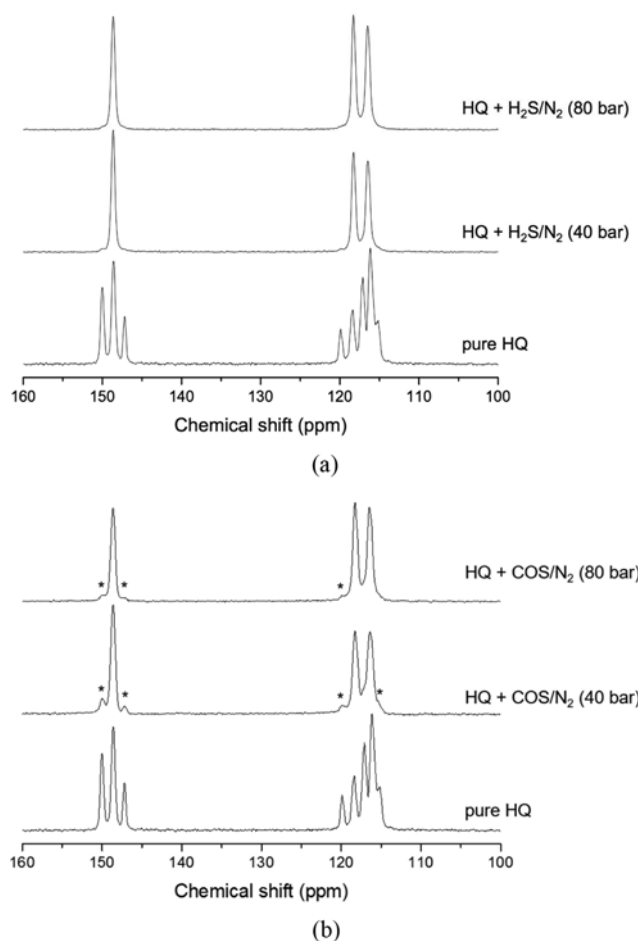 HQ + H₂S/N₂ (80 bar)
HQ + H₂S/N₂ (40 bar)
pure HQ
160 150 140 130 120 110 100
Chemical shift (ppm)
(a)
* * * HQ + COS/N₂ (80 bar)
* * * * HQ + COS/N₂ (40 bar)
pure HQ
160 150 140 130 120 110 100
Chemical shift (ppm)
(b)